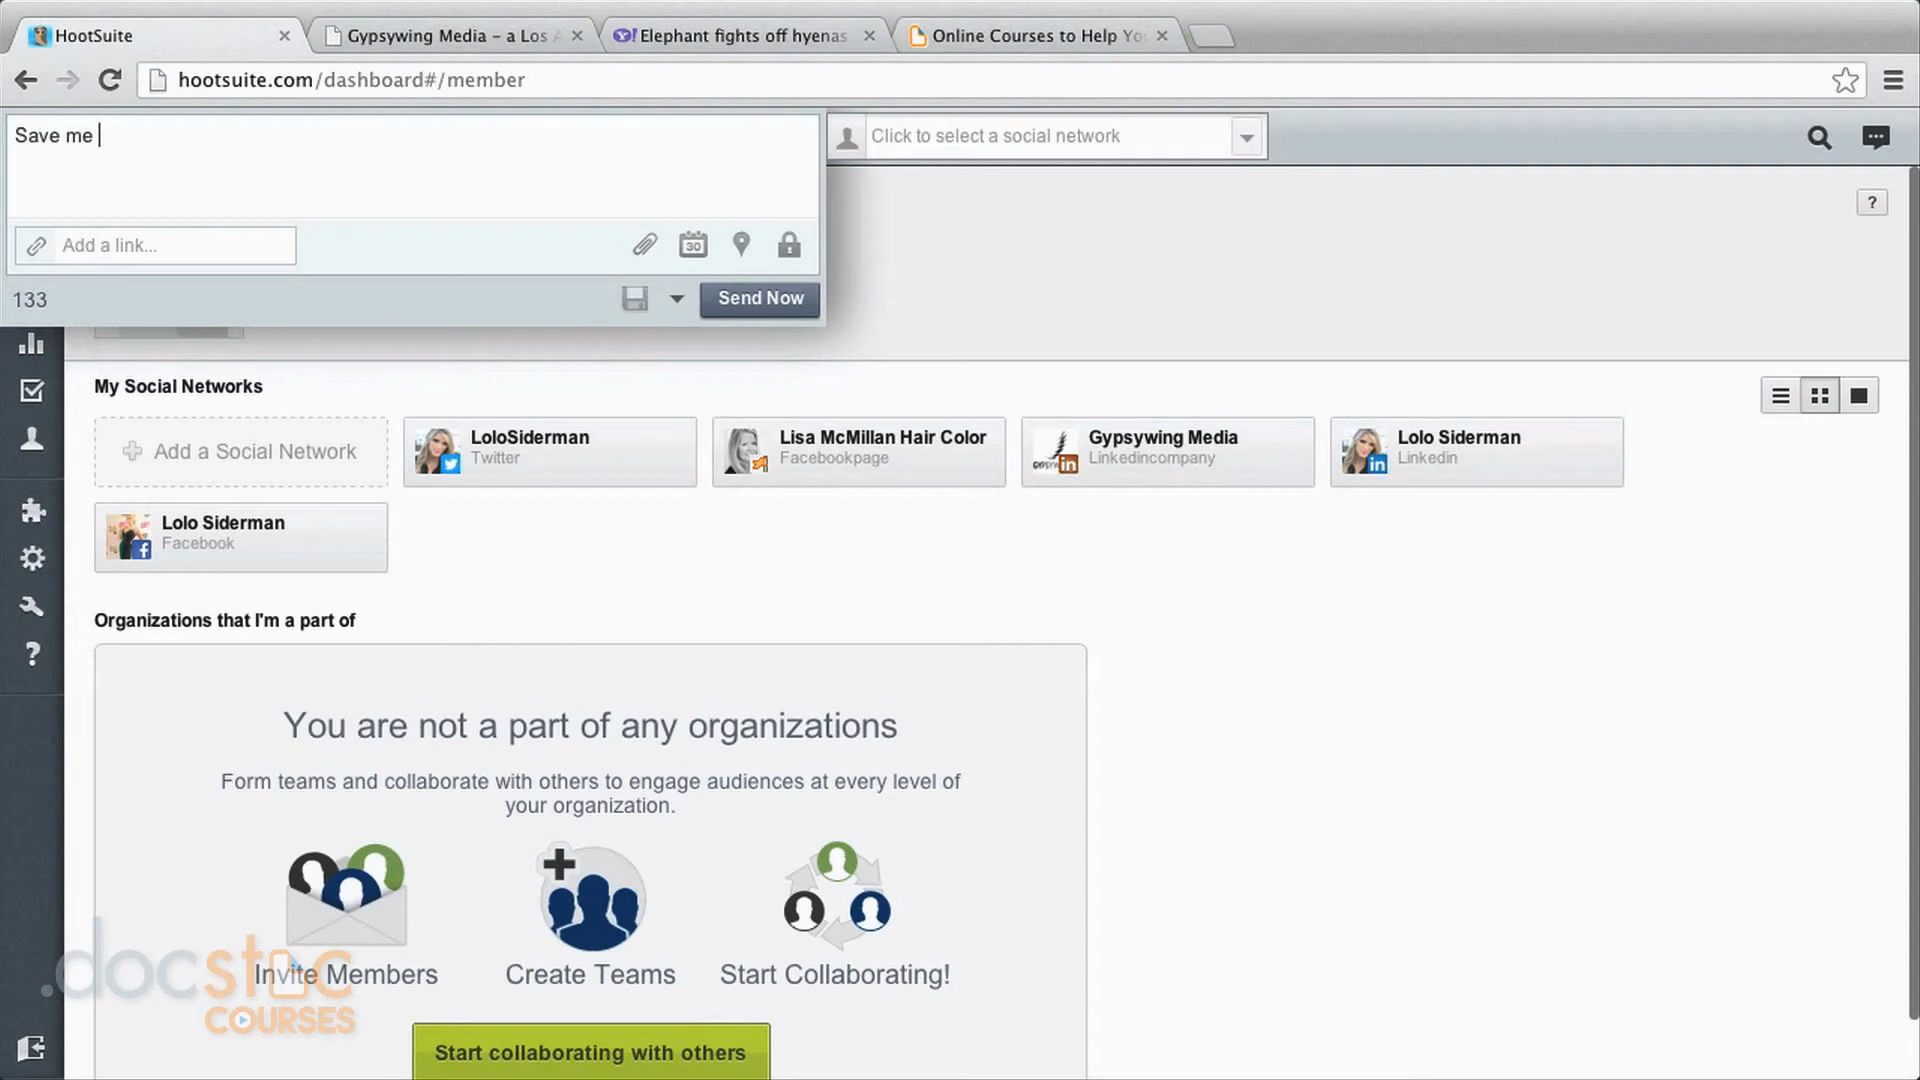 HootSuite
Gypsywing Media – a Los A
Elephant fights off hyenas
Online Courses to Help Yo
hootsuite.com/dashboard#/member
Save me
Click to select a social network
?
Add a link...
30
133
Send Now
My Social Networks
Add a Social Network
LoloSiderman
Twitter
Lisa McMillan Hair Color
Facebookpage
Gypsywing Media
Linkedincompany
Lolo Siderman
Linkedin
Lolo Siderman
Facebook
Organizations that I'm a part of
You are not a part of any organizations
Form teams and collaborate with others to engage audiences at every level of
your organization.
Invite Members
Create Teams
Start Collaborating!
.docstoc
COURSES
Start collaborating with others